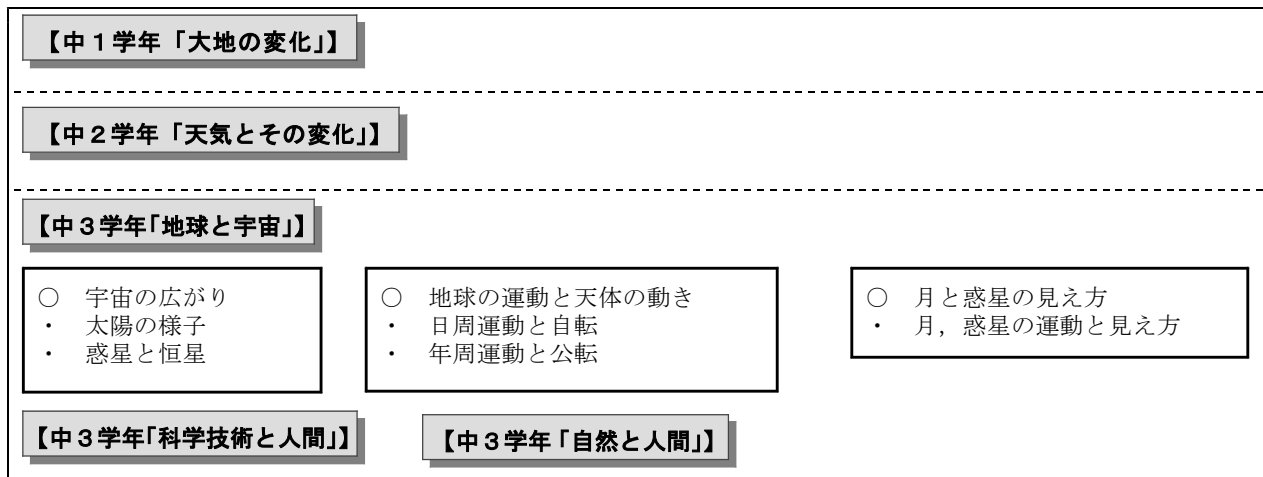 【中１学年「大地の変化」】
【中２学年「天気とその変化」】
【中３学年「地球と宇宙」】
○　宇宙の広がり
・　太陽の様子
・　惑星と恒星
○　地球の運動と天体の動き
・　日周運動と自転
・　年周運動と公転
○　月と惑星の見え方
・　月，惑星の運動と見え方
【中３学年「科学技術と人間」】
【中３学年「自然と人間」】